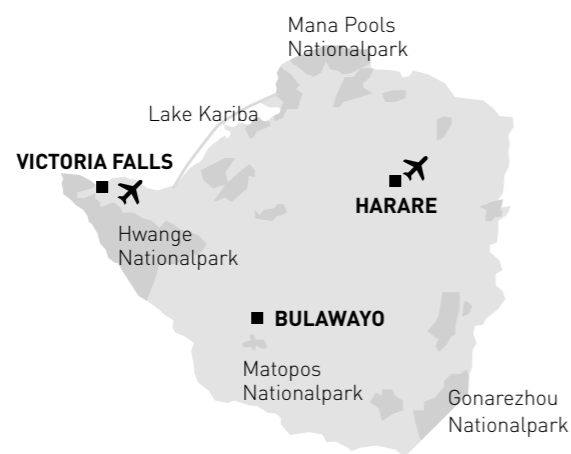 Mana Pools
Nationalpark
Lake Kariba
VICTORIA FALLS
HARARE
Hwange
Nationalpark
BULAWAYO
Matopos
Nationalpark
Gonarezhou
Nationalpark